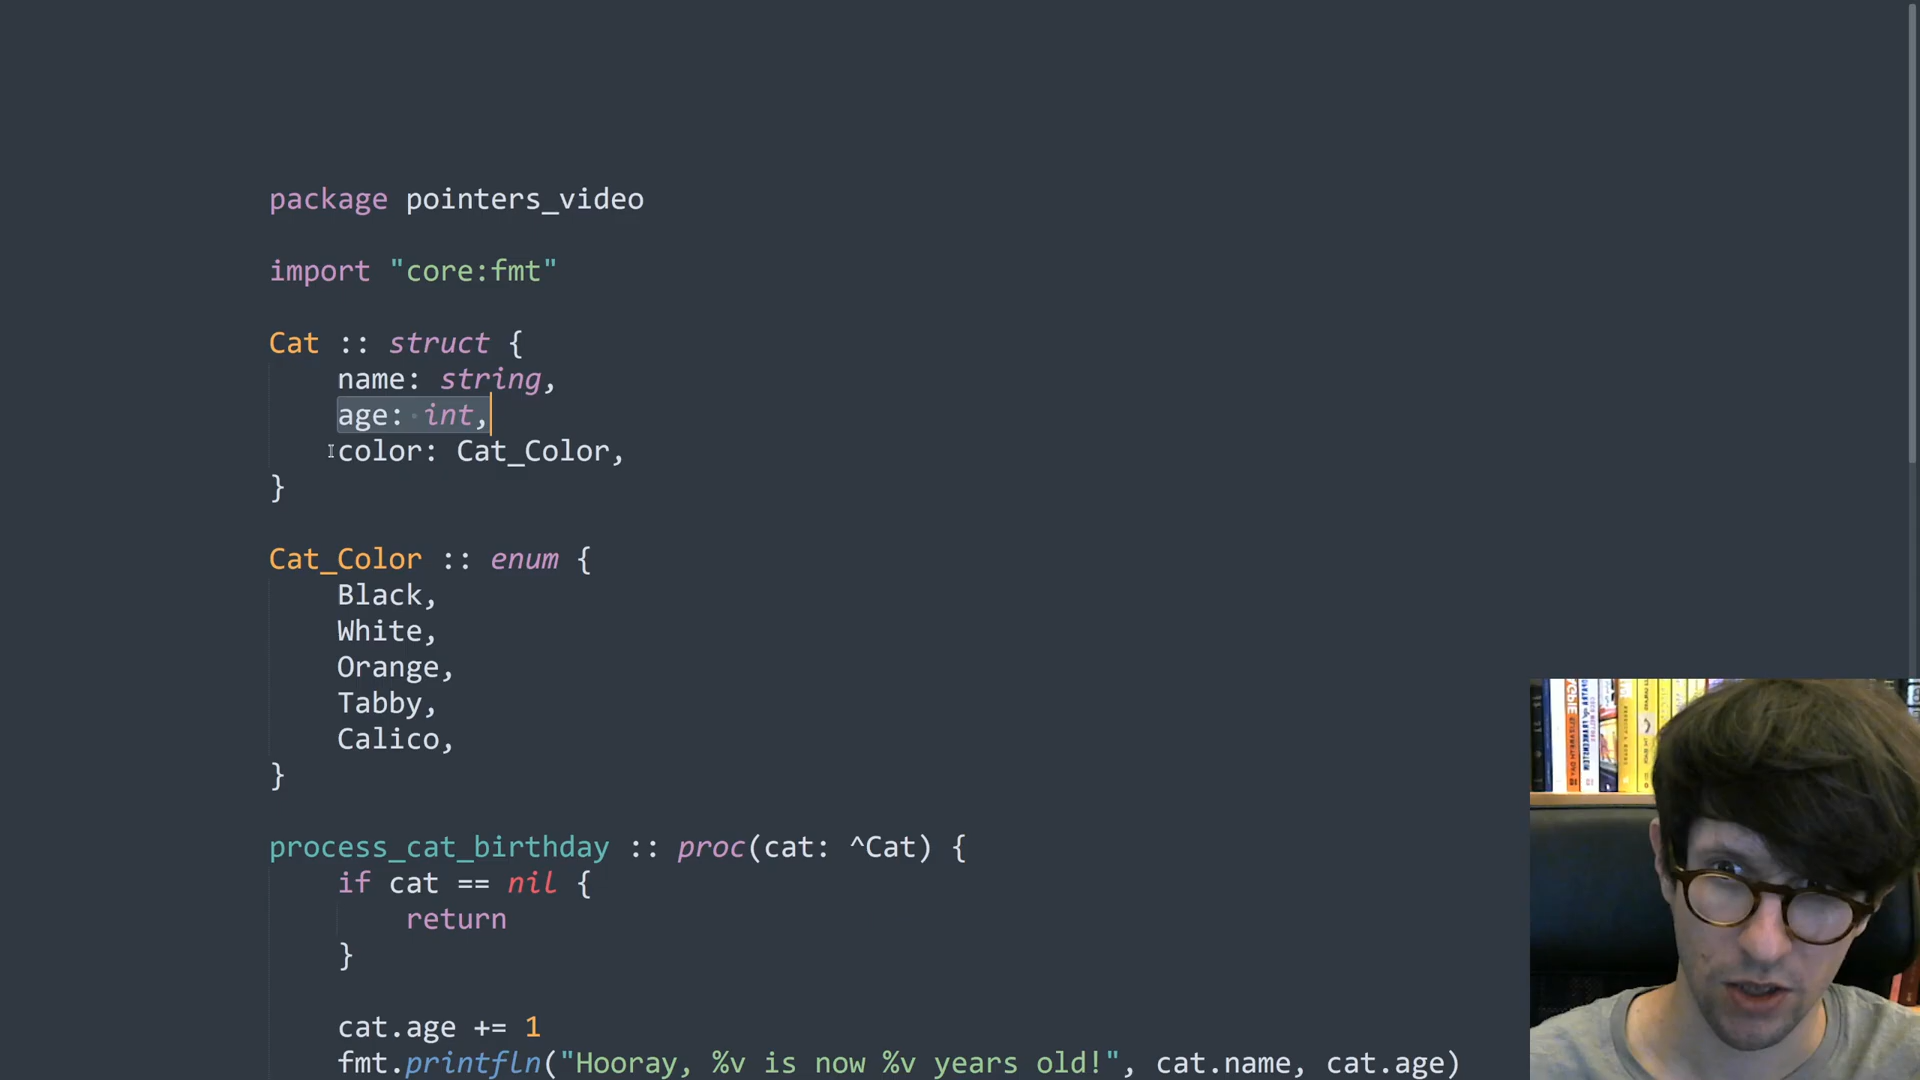 package pointers_video
import "core:fmt"
Cat :: struct {
name: string,
age: int,
color: Cat_Color,
}
Cat_Color :: enum {
Black,
White,
Orange,
Tabby,
Calico,
}
process_cat_birthday :: proc(cat: ^Cat) {
if cat == nil {
return
}
cat.age += 1
fmt.printfln("Hooray, %v is now %v years old!", cat.name, cat.age)